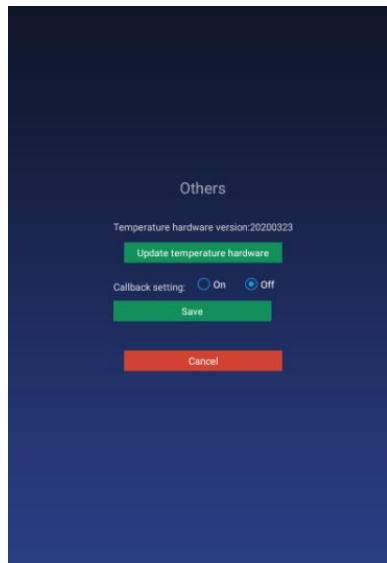 Others
Temperature hardware version:20200323
Update temperature hardware
Callback setting: On Off
Save
Cancel